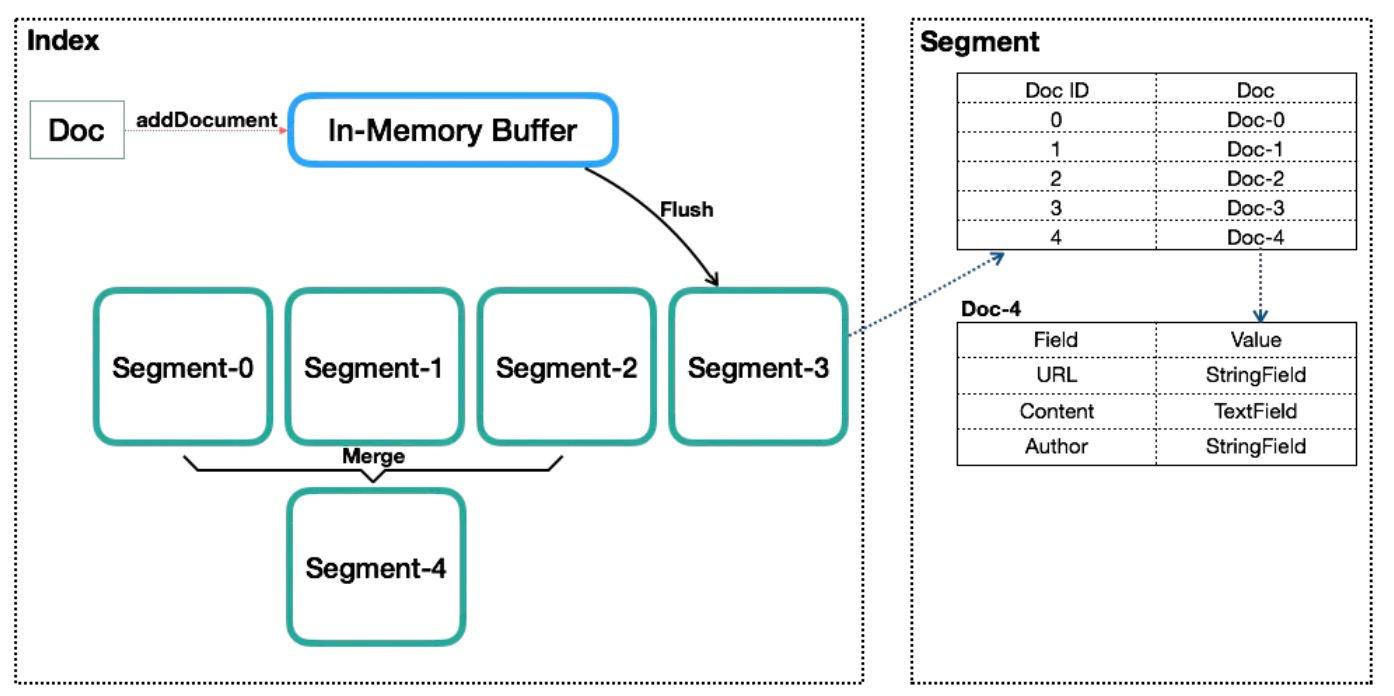 Index
Doc
addDocument
In-Memory Buffer
Flush
Segment-0
Segment-1
Segment-2
Segment-3
Merge
Segment-4
Segment
Doc ID Doc
0 Doc-0
1 Doc-1
2 Doc-2
3 Doc-3
4 Doc-4
Doc-4
Field Value
URL StringField
Content TextField
Author StringField